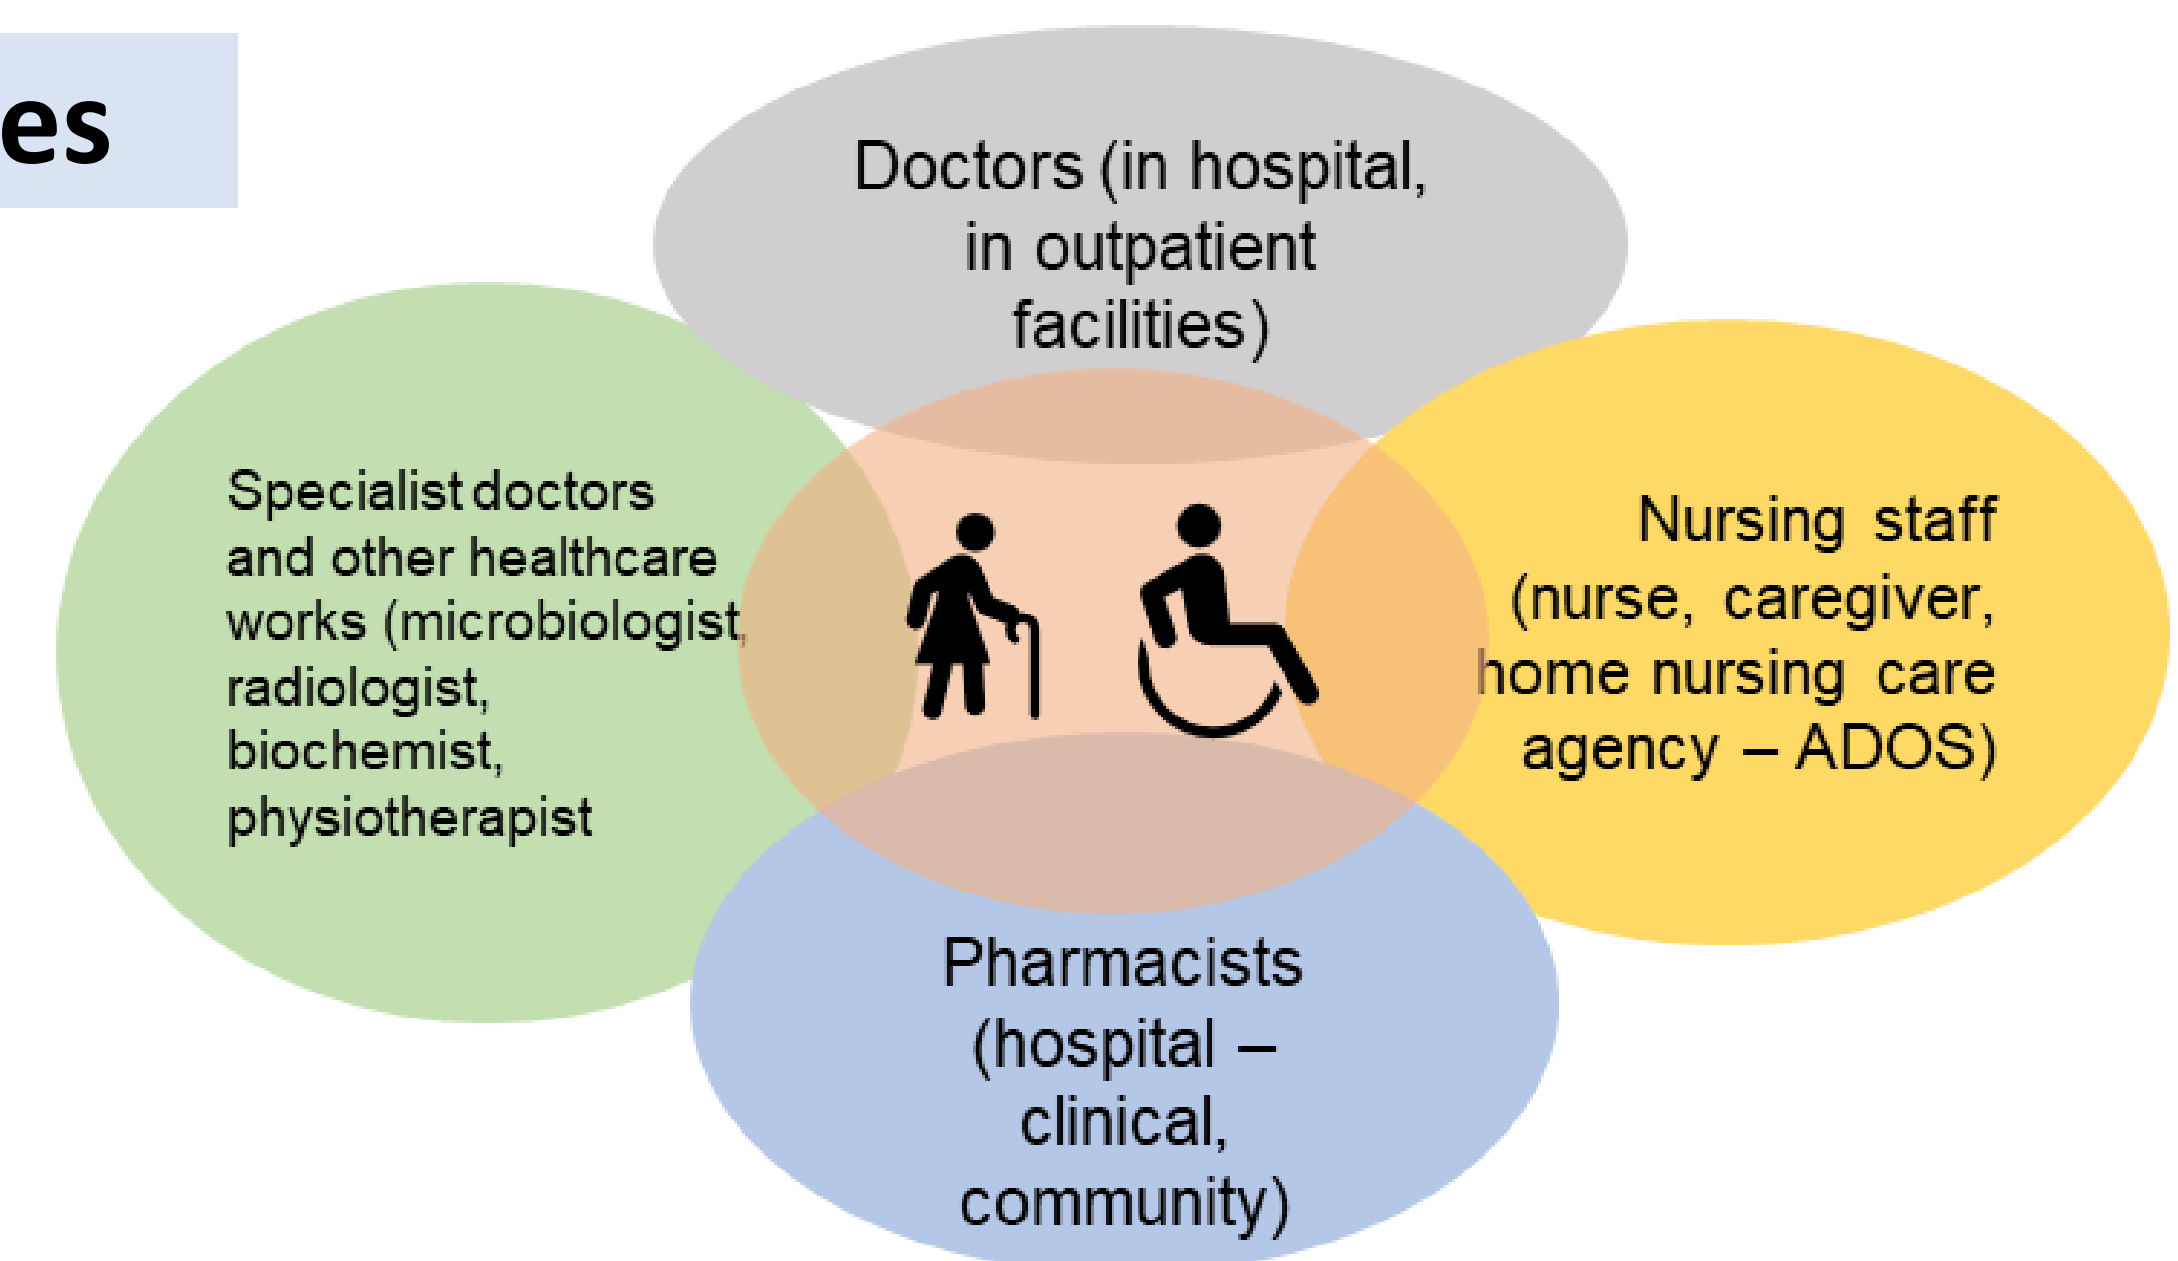 es
Doctors (in hospital,
in outpatient
facilities)
Specialist doctors
and other healthcare
works (microbiologist,
radiologist,
biochemist,
physiotherapist
Nursing staff
(nurse, caregiver,
home nursing care
agency – ADOS)
Pharmacists
(hospital –
clinical,
community)